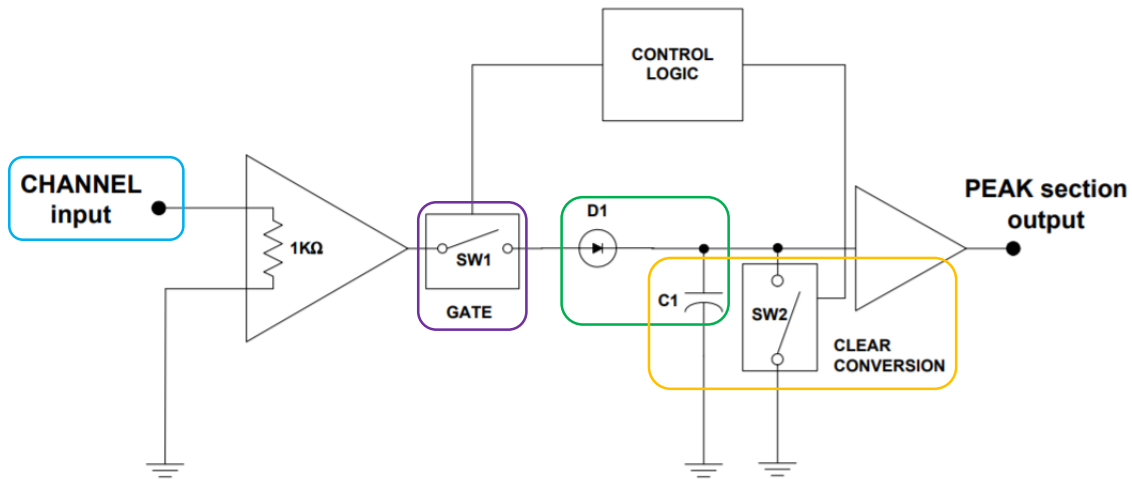 CONTROL
LOGIC
CHANNEL
input
1KΩ
SW1
GATE
D1
C1
SW2
CLEAR
CONVERSION
PEAK section
output